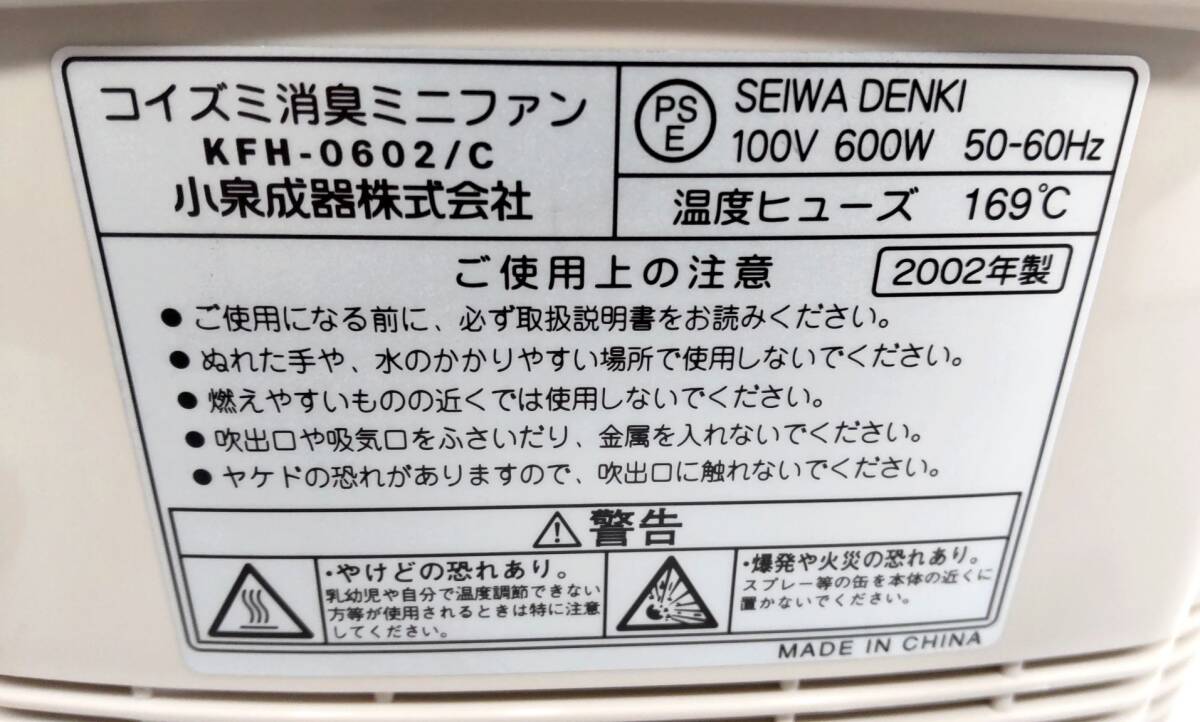 コイズミ消臭ミニファン
KFH-0602/C
小泉成器株式会社
PS
E
SEIWA DENKI
100V 600W 50-60Hz
温度ヒューズ 169℃
ご使用上の注意
2002年製
●ご使用になる前に、必ず取扱説明書をお読みください。
●ぬれた手や、水のかかりやすい場所で使用しないでください。
●燃えやすいものの近くでは使用しないでください。
●吹出口や吸気口をふさいだり、金属を入れないでください。
●ヤケドの恐れがありますので、吹出口に触れないでください。
警告
・やけどの恐れあり。
乳幼児や自分で温度調節できない
方等が使用されるときは特に注意
してください。
・爆発や火災の恐れあり。
スプレー等の缶を本体の近くに
置かないでください。
MADE IN CHINA